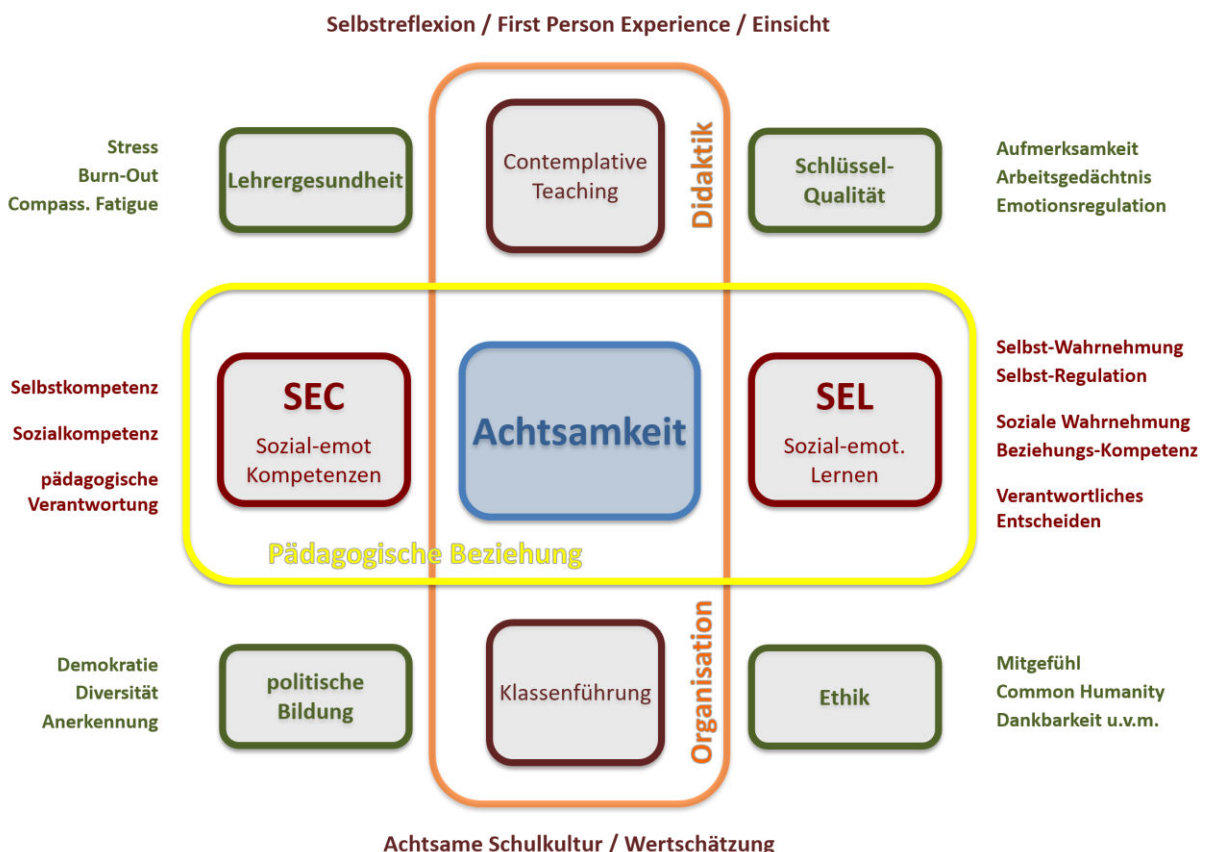 Selbstreflexion / First Person Experience / Einsicht
Stress
Burn-Out
Compass. Fatigue
Lehrergesundheit
Contemplative
Teaching
Didaktik
Schlüssel-
Qualität
Aufmerksamkeit
Arbeitsgedächtnis
Emotionsregulation
Selbstkompetenz
Sozialkompetenz
pädagogische
Verantwortung
SEC
Sozial-emot
Kompetenzen
Achtsamkeit
SEL
Sozial-emot.
Lernen
Selbst-Wahrnehmung
Selbst-Regulation
Soziale Wahrnehmung
Beziehungs-Kompetenz
Verantwortliches
Entscheiden
Pädagogische Beziehung
Demokratie
Diversität
Anerkennung
politische
Bildung
Klassenführung
Organisation
Ethik
Mitgefühl
Common Humanity
Dankbarkeit u.v.m.
Achtsame Schulkultur / Wertschätzung